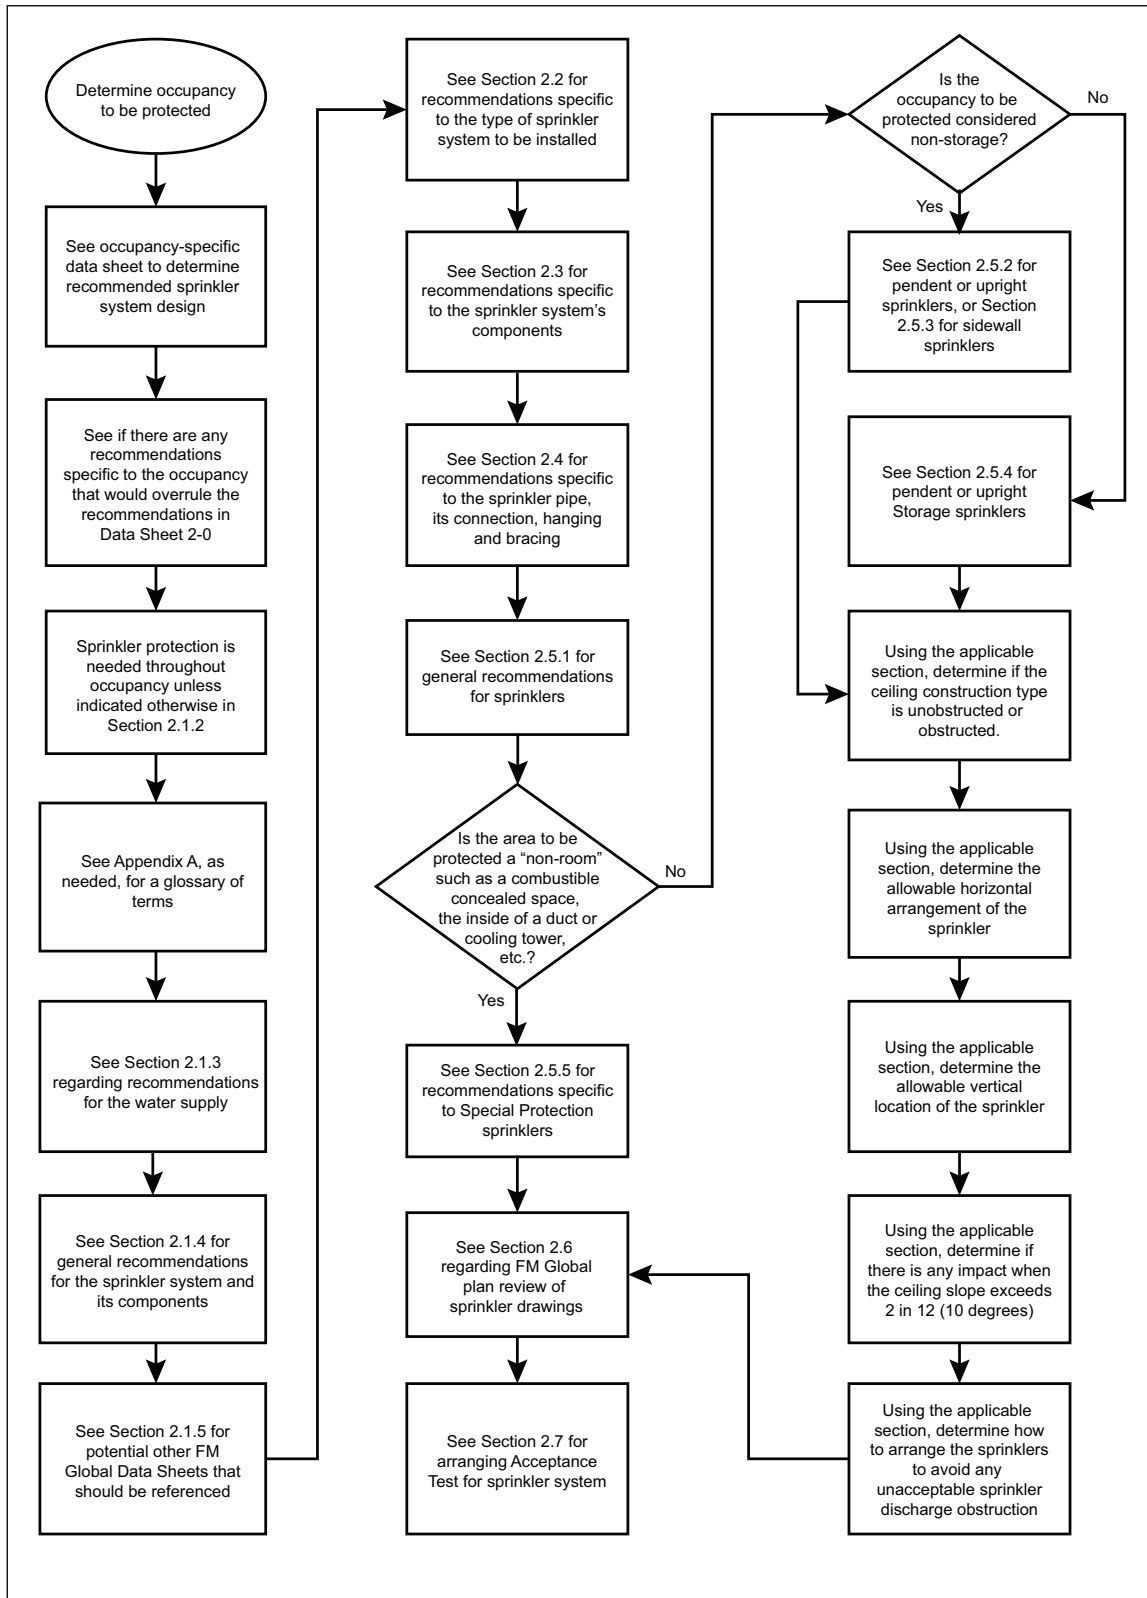 Determine occupancy
to be protected
See occupancy-specific
data sheet to determine
recommended sprinkler
system design
See if there are any
recommendations
specific to the occupancy
that would overrule the
recommendations in
Data Sheet 2-0
Sprinkler protection is
needed throughout
occupancy unless
indicated otherwise in
Section 2.1.2
See Appendix A, as
needed, for a glossary of
terms
See Section 2.1.3
regarding recommendations
for the water supply
See Section 2.1.4 for
general recommendations
for the sprinkler system and
its components
See Section 2.1.5 for
potential other FM
Global Data Sheets that
should be referenced
See Section 2.2 for
recommendations specific
to the type of sprinkler
system to be installed
See Section 2.3 for
recommendations specific
to the sprinkler system's
components
See Section 2.4 for
recommendations specific
to the sprinkler pipe,
its connection, hanging
and bracing
See Section 2.5.1 for
general recommendations
for sprinklers
Is the area to be
protected a “non-room”
such as a combustible
concealed space,
the inside of a duct or
cooling tower,
etc.?
No
Yes
See Section 2.5.5 for
recommendations specific
to Special Protection
sprinklers
See Section 2.6
regarding FM Global
plan review of
sprinkler drawings
See Section 2.7 for
arranging Acceptance
Test for sprinkler system
Is the
occupancy to be
protected considered
non-storage?
No
Yes
See Section 2.5.2 for
pendent or upright
sprinklers, or Section
2.5.3 for sidewall
sprinklers
See Section 2.5.4 for
pendent or upright
Storage sprinklers
Using the applicable
section, determine if the
ceiling construction type
is unobstructed or
obstructed.
Using the applicable
section, determine the
allowable horizontal
arrangement of the
sprinkler
Using the applicable
section, determine the
allowable vertical
location of the sprinkler
Using the applicable
section, determine if
there is any impact when
the ceiling slope exceeds
2 in 12 (10 degrees)
Using the applicable
section, determine how
to arrange the sprinklers
to avoid any
unacceptable sprinkler
discharge obstruction